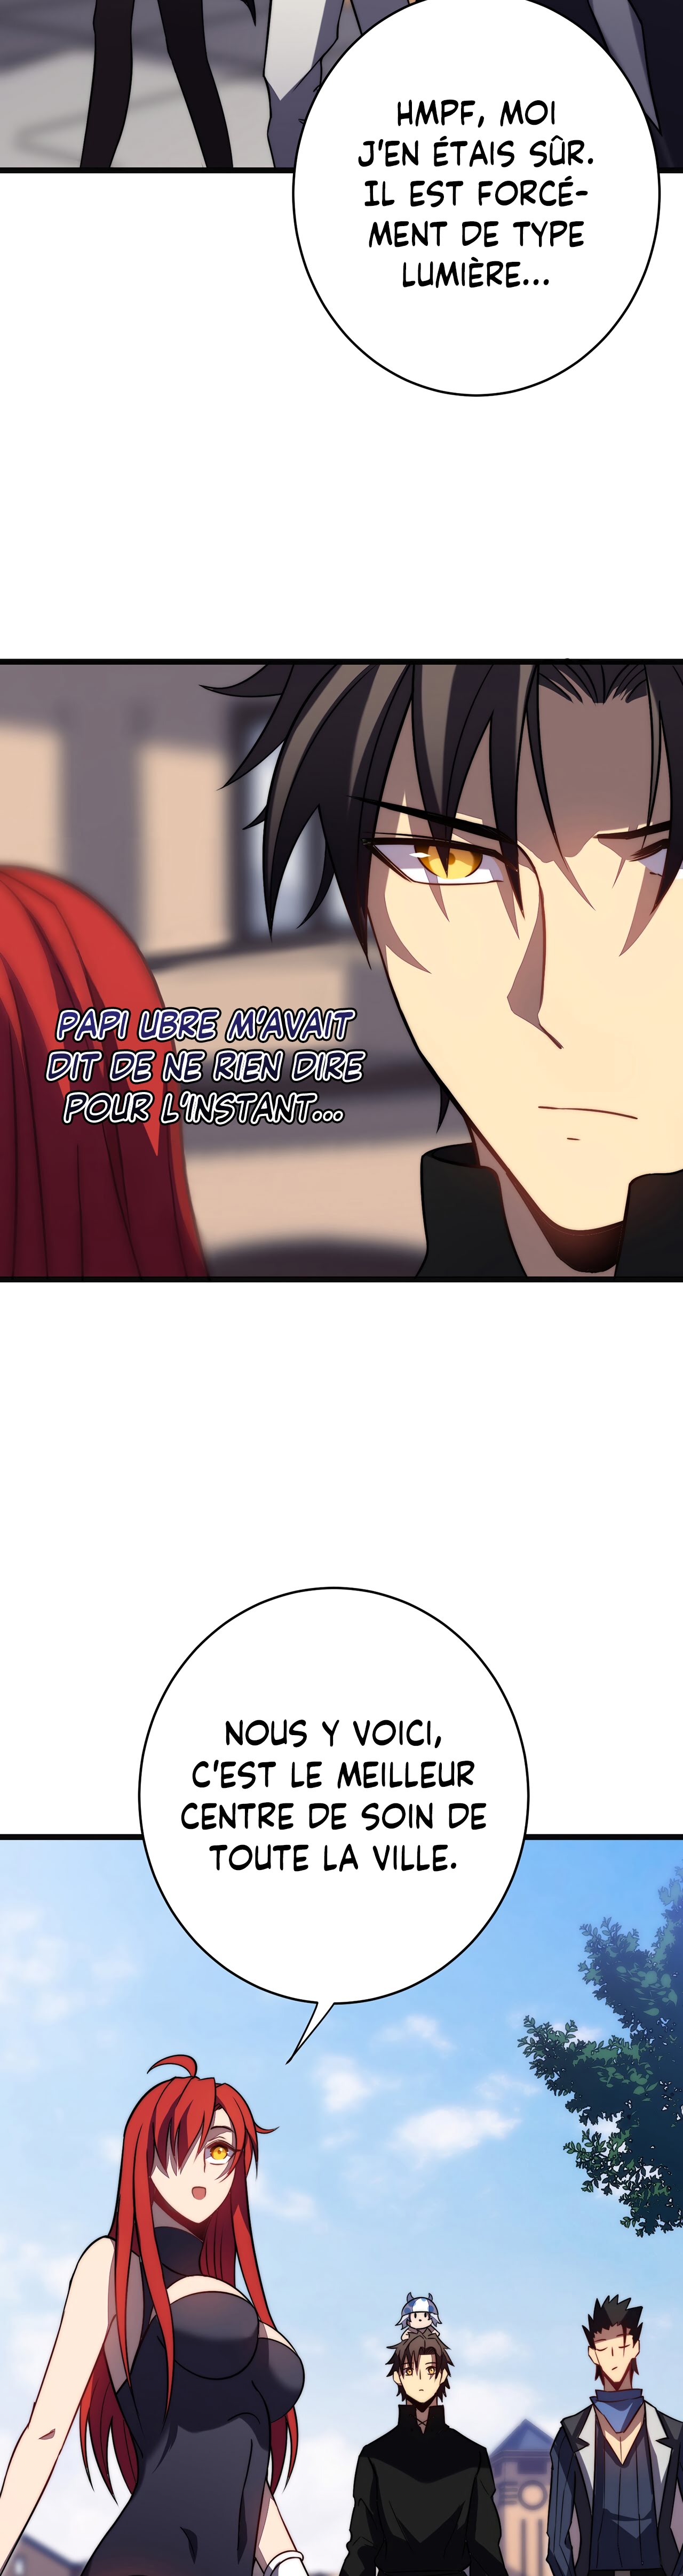 HMPF, MOI
J'EN ÉTAIS SÛR.
IL EST FORCÉ-
MENT DE TYPE
LUMIÈRE...
PAPI UBRE M'AVAIT
DIT DE NE RIEN DIRE
POUR L'INSTANT...
NOUS Y VOICI,
C'EST LE MEILLEUR
CENTRE DE SOIN DE
TOUTE LA VILLE.